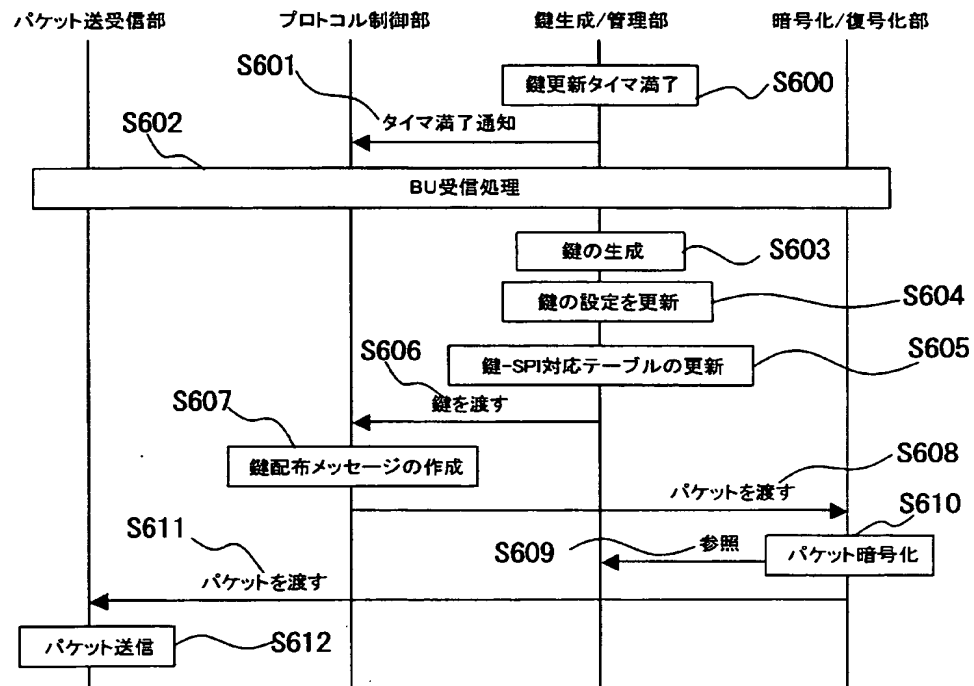 パケット送受信部 プロトコル制御部 鍵生成/管理部 暗号化/復号化部
S601
鍵更新タイマ満了
S600
タイマ満了通知
S602
BU受信処理
鍵の生成
S603
鍵の設定を更新
S604
S606
鍵-SPI対応テーブルの更新
S605
鍵を渡す
S607
鍵配布メッセージの作成
S608
パケットを渡す
S610
S609
参照
パケット暗号化
S611
パケットを渡す
パケット送信
S612